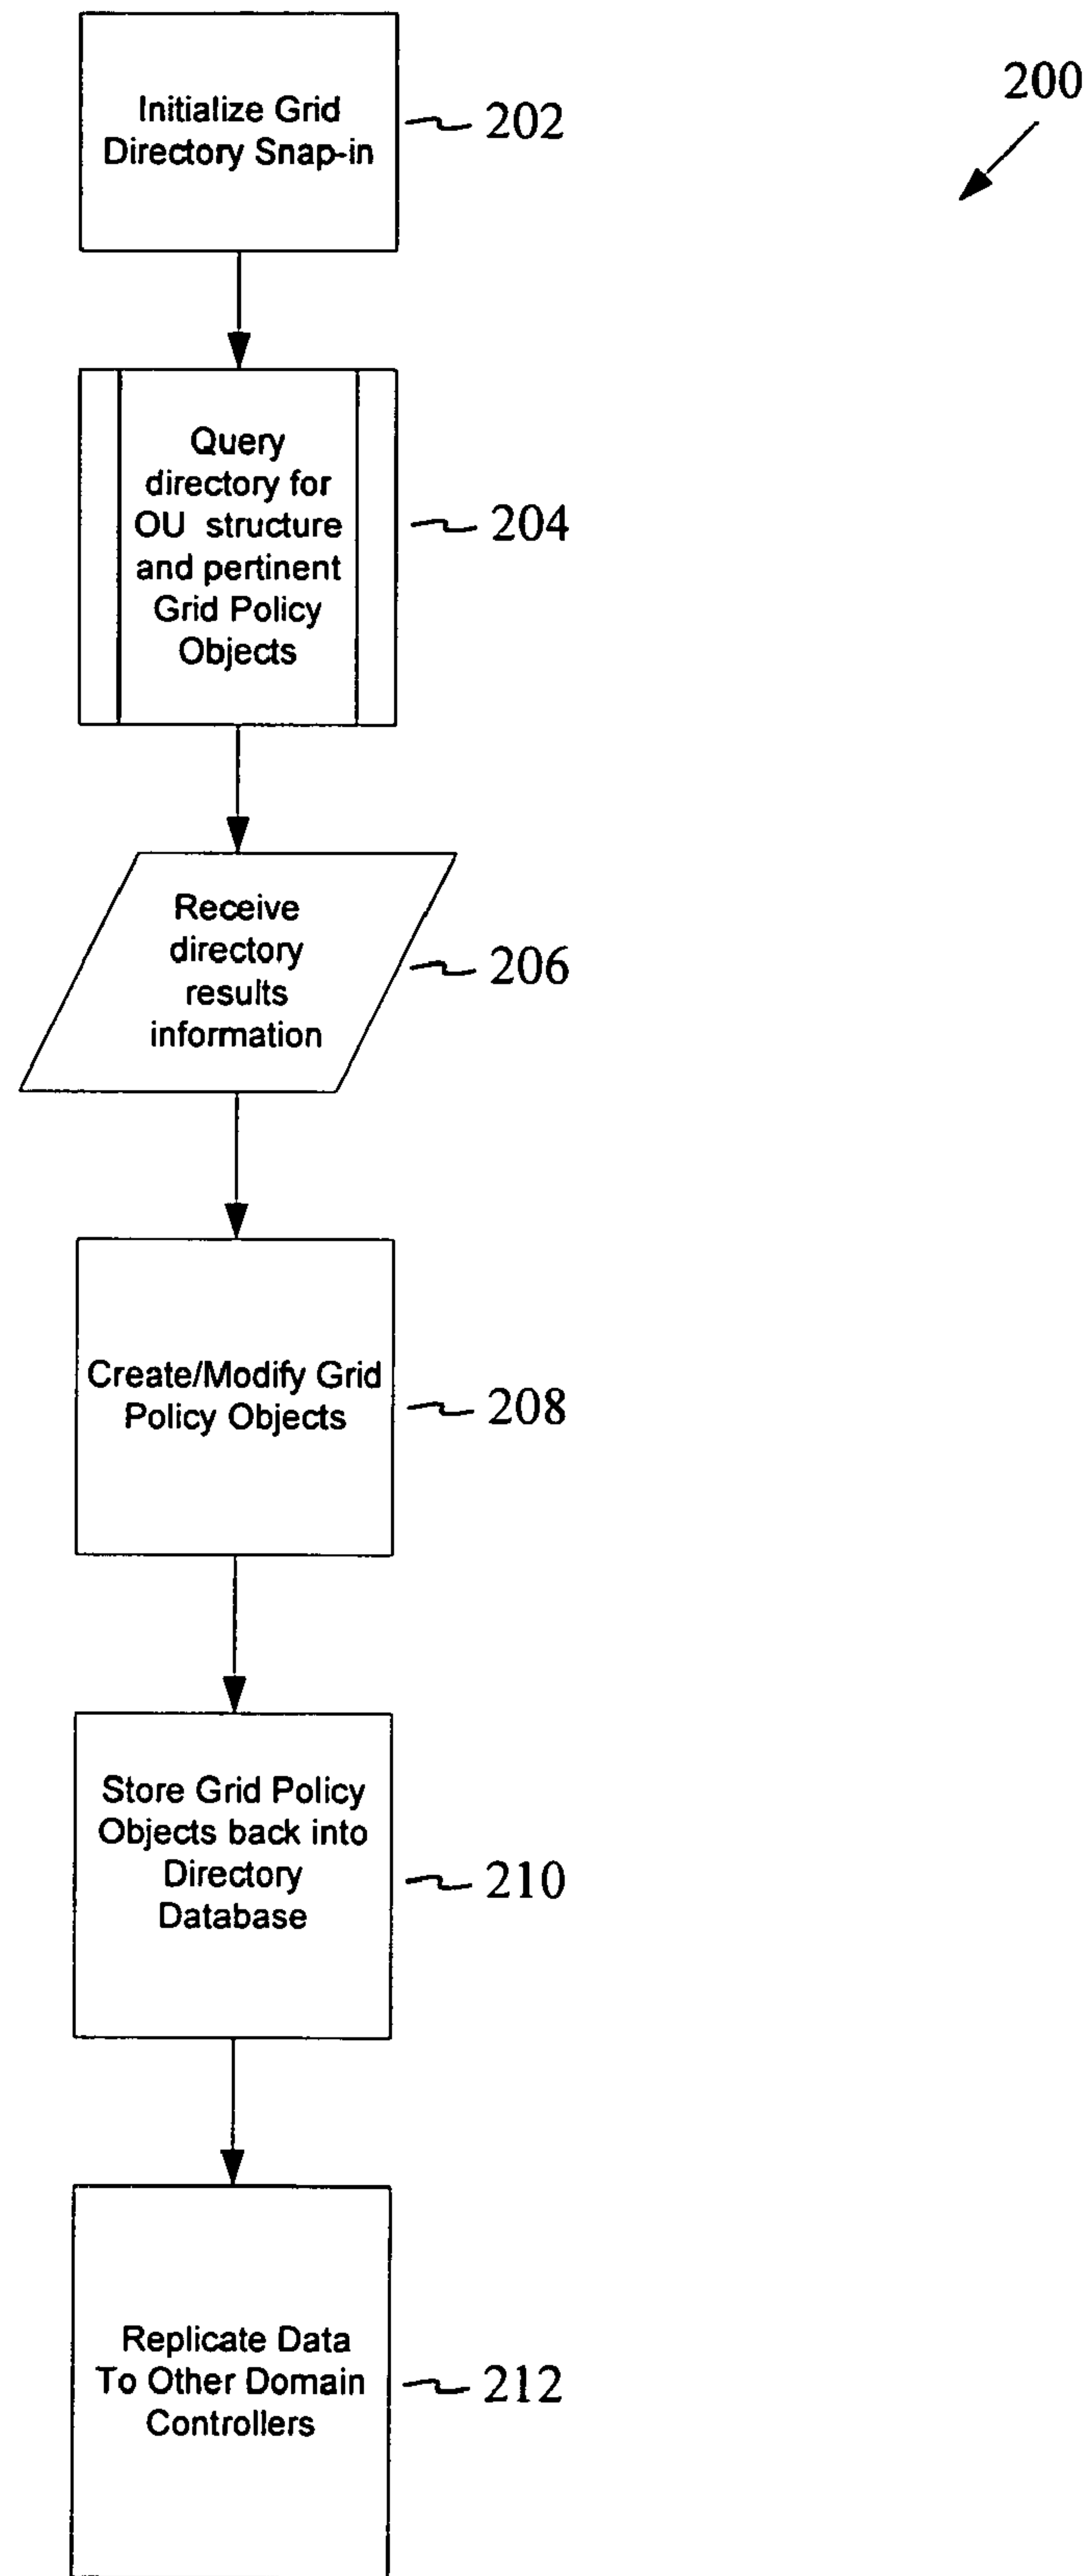 200
Initialize Grid
Directory Snap-in
202
Query
directory for
OU structure
and pertinent
Grid Policy
Objects
204
Receive
directory
results
information
206
Create/Modify Grid
Policy Objects
208
Store Grid Policy
Objects back into
Directory
Database
210
Replicate Data
To Other Domain
Controllers
212